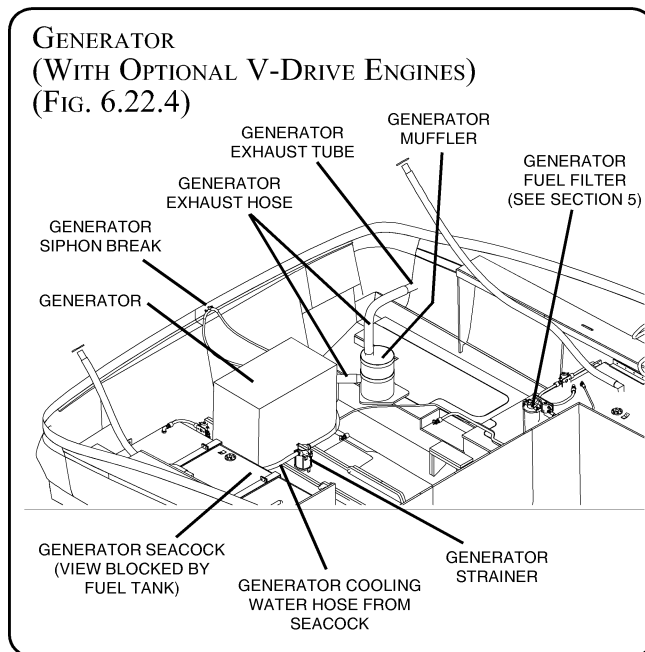 GENERATOR
(WITH OPTIONAL V-DRIVE ENGINES)
(FIG. 6.22.4)
GENERATOR
EXHAUST TUBE
GENERATOR
MUFFLER
GENERATOR
FUEL FILTER
(SEE SECTION 5)
GENERATOR
EXHAUST HOSE
GENERATOR
SIPHON BREAK
GENERATOR
GENERATOR SEACOCK
(VIEW BLOCKED BY
FUEL TANK)
GENERATOR COOLING
WATER HOSE FROM
SEACOCK
GENERATOR
STRAINER